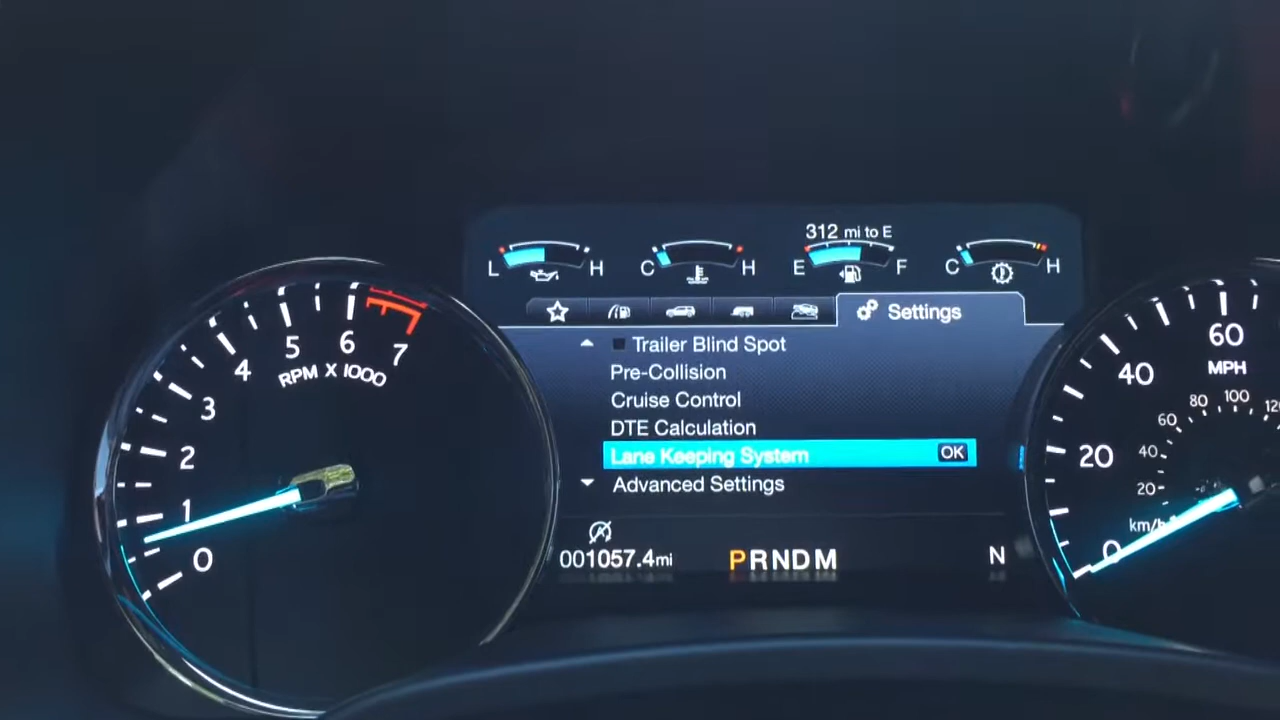 312 mi to E
L H C H E F C H
Settings
Trailer Blind Spot
Pre-Collision
Cruise Control
DTE Calculation
Lane Keeping System OK
Advanced Settings
001057.4mi PRNDM N
0 1 2 3 4 5 6 7
RPM X 1000
0 20 40 60
MPH
20 40 60 80 100
km/h